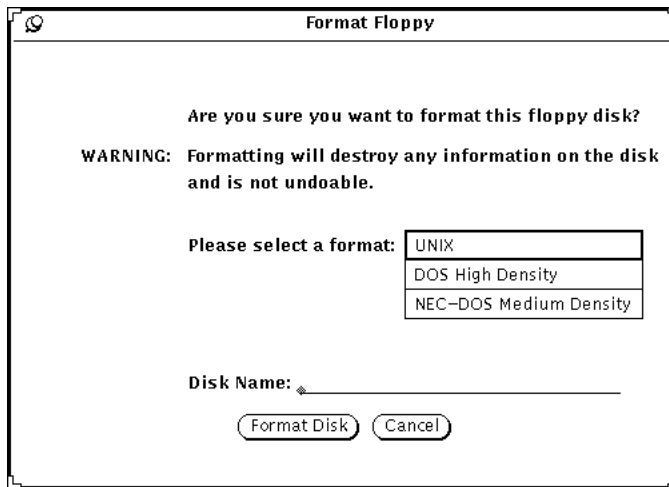 Format Floppy
Are you sure you want to format this floppy disk?
WARNING: Formatting will destroy any information on the disk
and is not undoable.
Please select a format: UNIX
DOS High Density
NEC-DOS Medium Density
Disk Name:
Format Disk Cancel